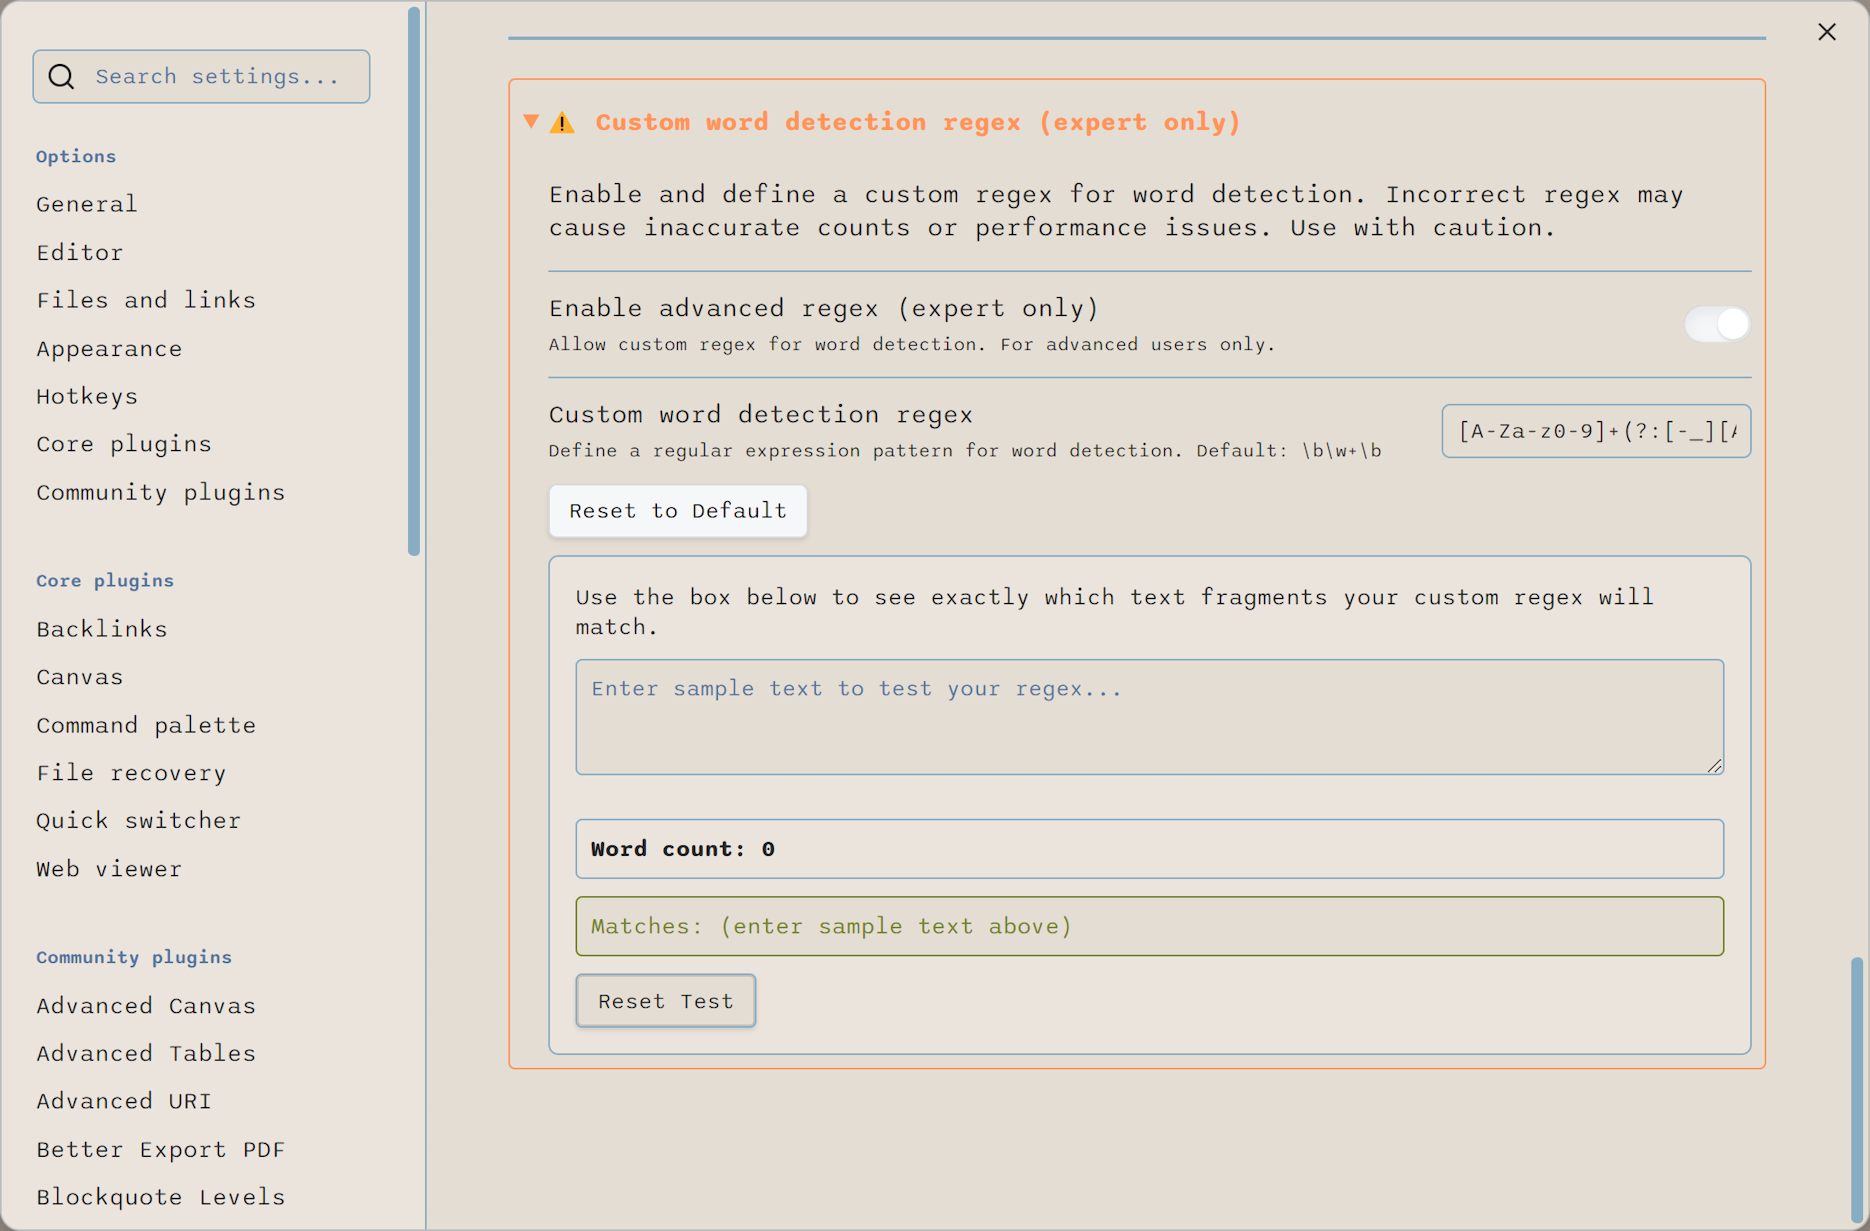 Search settings...
Options
General
Editor
Files and links
Appearance
Hotkeys
Core plugins
Community plugins
Core plugins
Backlinks
Canvas
Command palette
File recovery
Quick switcher
Web viewer
Community plugins
Advanced Canvas
Advanced Tables
Advanced URI
Better Export PDF
Blockquote Levels
Custom word detection regex (expert only)
Enable and define a custom regex for word detection. Incorrect regex may
cause inaccurate counts or performance issues. Use with caution.
Enable advanced regex (expert only)
Allow custom regex for word detection. For advanced users only.
Custom word detection regex
Define a regular expression pattern for word detection. Default: \b\w+\b
[A-Za-z0-9]+(?:[-_][A
Reset to Default
Use the box below to see exactly which text fragments your custom regex will
match.
Enter sample text to test your regex...
Word count: 0
Matches: (enter sample text above)
Reset Test